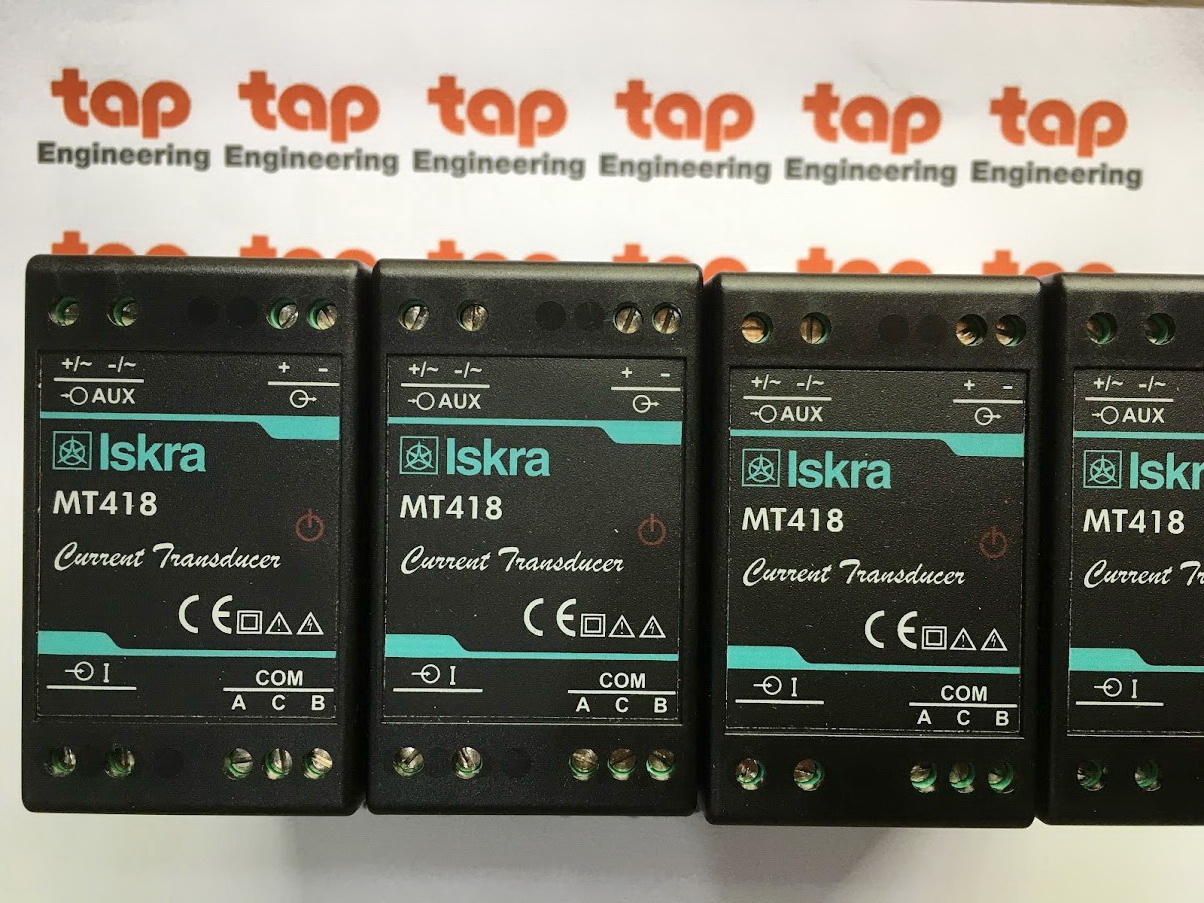 tap tap tap tap tap tap
Engineering Engineering Engineering Engineering Engineering Engineering
+/~ -/~ + -
AUX
Iskra
MT418
Current Transducer
CE
I COM
A C B
+/~ -/~ + -
AUX
Iskra
MT418
Current Transducer
CE
I COM
A C B
+/~ -/~ + -
AUX
Iskra
MT418
Current Transducer
CE
I COM
A C B
+/~ -/~
AUX
MT418
Current
I